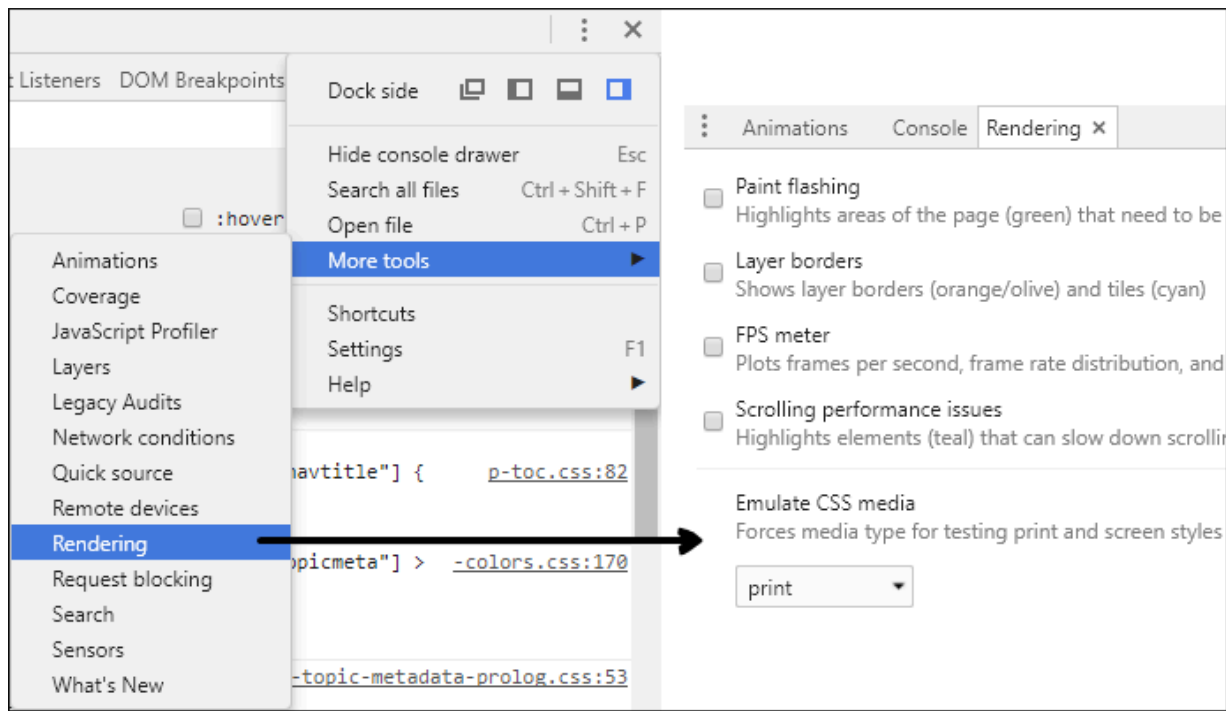 t Listeners DOM Breakpoints
:hover
Dock side
Hide console drawer Esc
Search all files Ctrl + Shift + F
Open file Ctrl + P
More tools
Shortcuts
Settings F1
Help
Animations
Coverage
JavaScript Profiler
Layers
Legacy Audits
Network conditions
Quick source
Remote devices
Rendering
Request blocking
Search
Sensors
What's New
navtitle"] { p-toc.css:82
opicmeta"] > -colors.css:170
-topic-metadata-prolog.css:53
Animations Console Rendering ×
Paint flashing
Highlights areas of the page (green) that need to be
Layer borders
Shows layer borders (orange/olive) and tiles (cyan)
FPS meter
Plots frames per second, frame rate distribution, and
Scrolling performance issues
Highlights elements (teal) that can slow down scrollin
Emulate CSS media
Forces media type for testing print and screen styles
print